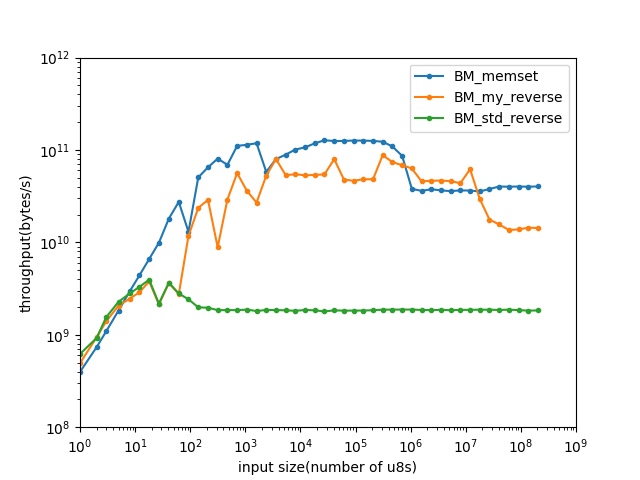 10^12
10^11
10^10
10^9
10^8
throughput(bytes/s)
BM_memset
BM_my_reverse
BM_std_reverse
10^0 10^1 10^2 10^3 10^4 10^5 10^6 10^7 10^8 10^9
input size(number of u8s)